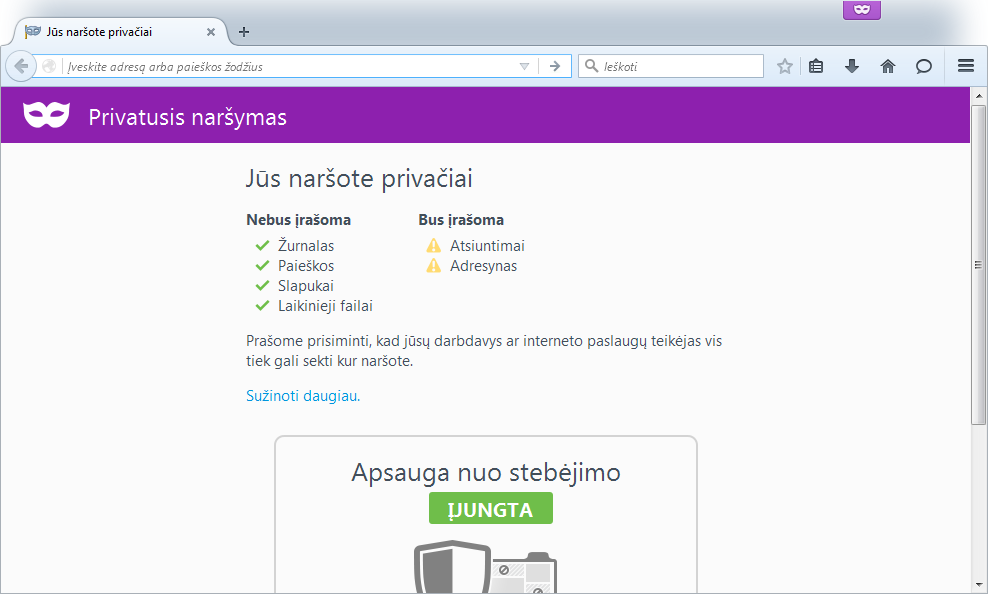 Jūs naršote privačiai
Įveskite adresą arba paieškos žodžius
Ieškoti
Privatusis naršymas
Jūs naršote privačiai
Nebus įrašoma
Žurnalas
Paieškos
Slapukai
Laikinieji failai
Bus įrašoma
Atsiuntimai
Adresynas
Prašome prisiminti, kad jūsų darbdavys ar interneto paslaugų teikėjas vis
tiek gali sekti kur naršote.
Sužinoti daugiau.
Apsauga nuo stebėjimo
ĮJUNGTA